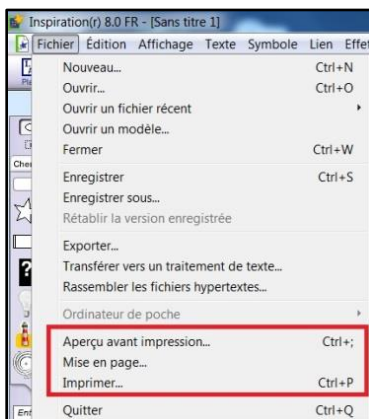 Inspiration(r) 8.0 FR - [Sans titre 1]
Fichier Édition Affichage Texte Symbole Lien Effet
Nouveau... Ctrl+N
Ouvrir... Ctrl+O
Ouvrir un fichier récent
Ouvrir un modèle...
Fermer Ctrl+W
Enregistrer Ctrl+S
Enregistrer sous...
Rétablir la version enregistrée
Exporter...
Transférer vers un traitement de texte...
Rassembler les fichiers hypertextes...
Ordinateur de poche
Aperçu avant impression... Ctrl+;
Mise en page...
Imprimer... Ctrl+P
Quitter Ctrl+Q